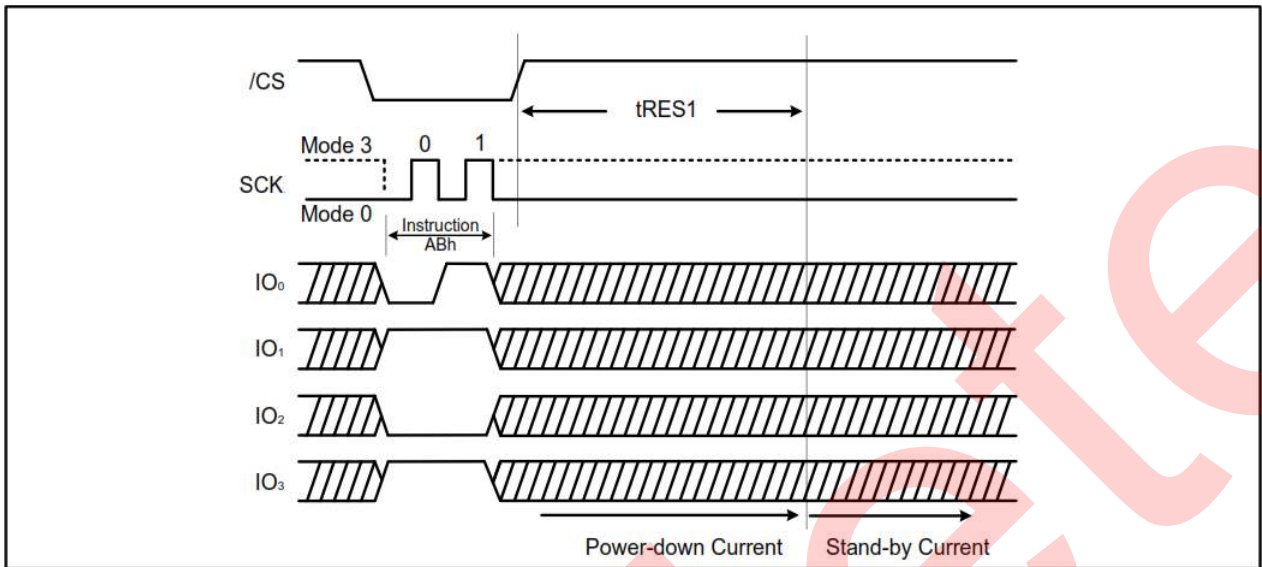 /CS
tRES1
Mode 3 0 1
SCK
Mode 0
Instruction
ABh
IO₀
IO₁
IO₂
IO₃
Power-down Current Stand-by Current